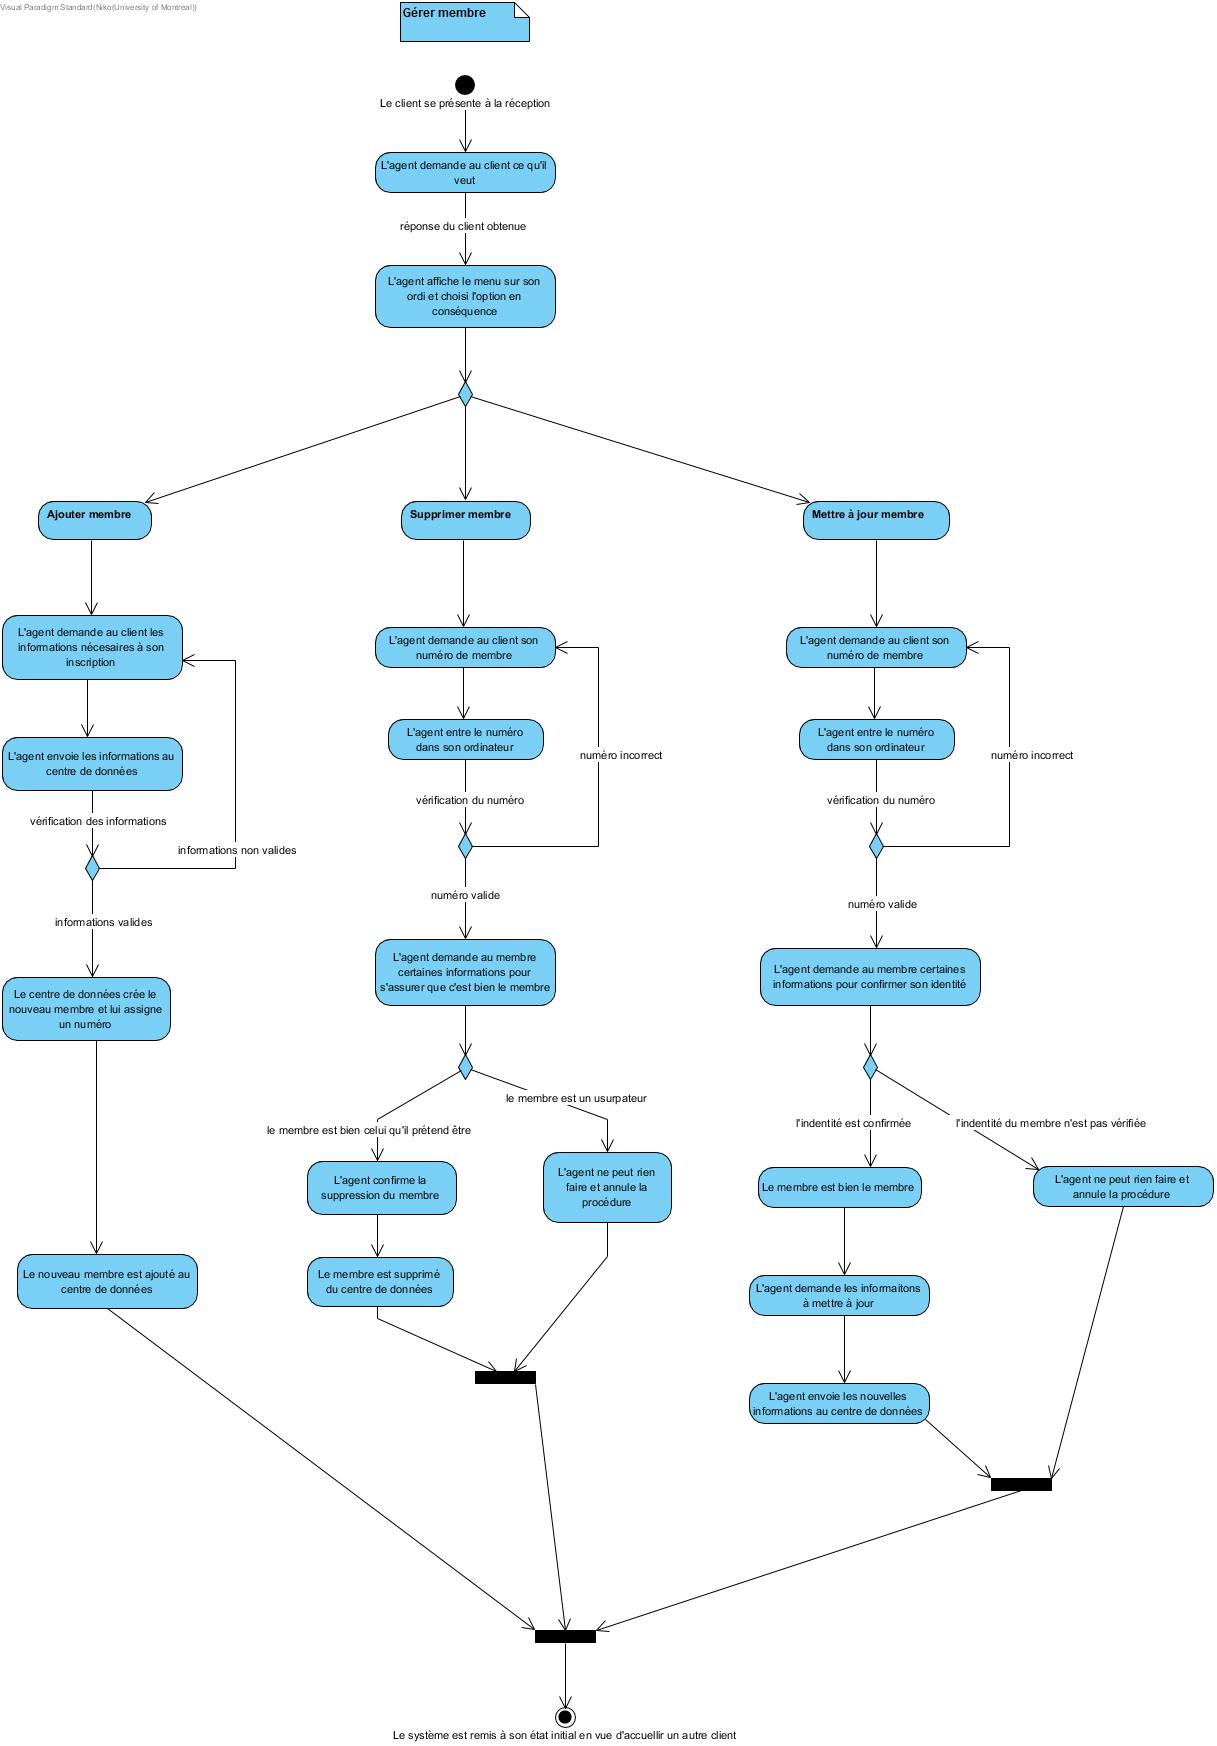 Visual Paradigm Standard(Niko(University of Montreal))
Gérer membre
Le client se présente à la réception
L'agent demande au client ce qu'il
veut
réponse du client obtenue
L'agent affiche le menu sur son
ordi et choisi l'option en
conséquence
Ajouter membre
L'agent demande au client les
informations nécesaires à son
inscription
L'agent envoie les informations au
centre de données
vérification des informations
informations non valides
informations valides
Le centre de données crée le
nouveau membre et lui assigne
un numéro
Le nouveau membre est ajouté au
centre de données
Supprimer membre
L'agent demande au client son
numéro de membre
L'agent entre le numéro
dans son ordinateur
numéro incorrect
vérification du numéro
numéro valide
L'agent demande au membre
certaines informations pour
s'assurer que c'est bien le membre
le membre est un usurpateur
le membre est bien celui qu'il prétend être
L'agent confirme la
suppression du membre
L'agent ne peut rien
faire et annule la
procédure
Le membre est supprimé
du centre de données
Mettre à jour membre
L'agent demande au client son
numéro de membre
L'agent entre le numéro
dans son ordinateur
numéro incorrect
vérification du numéro
numéro valide
L'agent demande au membre certaines
informations pour confirmer son identité
l'indentité est confirmée
l'indentité du membre n'est pas vérifiée
Le membre est bien le membre
L'agent ne peut rien faire et
annule la procédure
L'agent demande les informaitons
à mettre à jour
L'agent envoie les nouvelles
informations au centre de données
Le système est remis à son état initial en vue d'accuellir un autre client